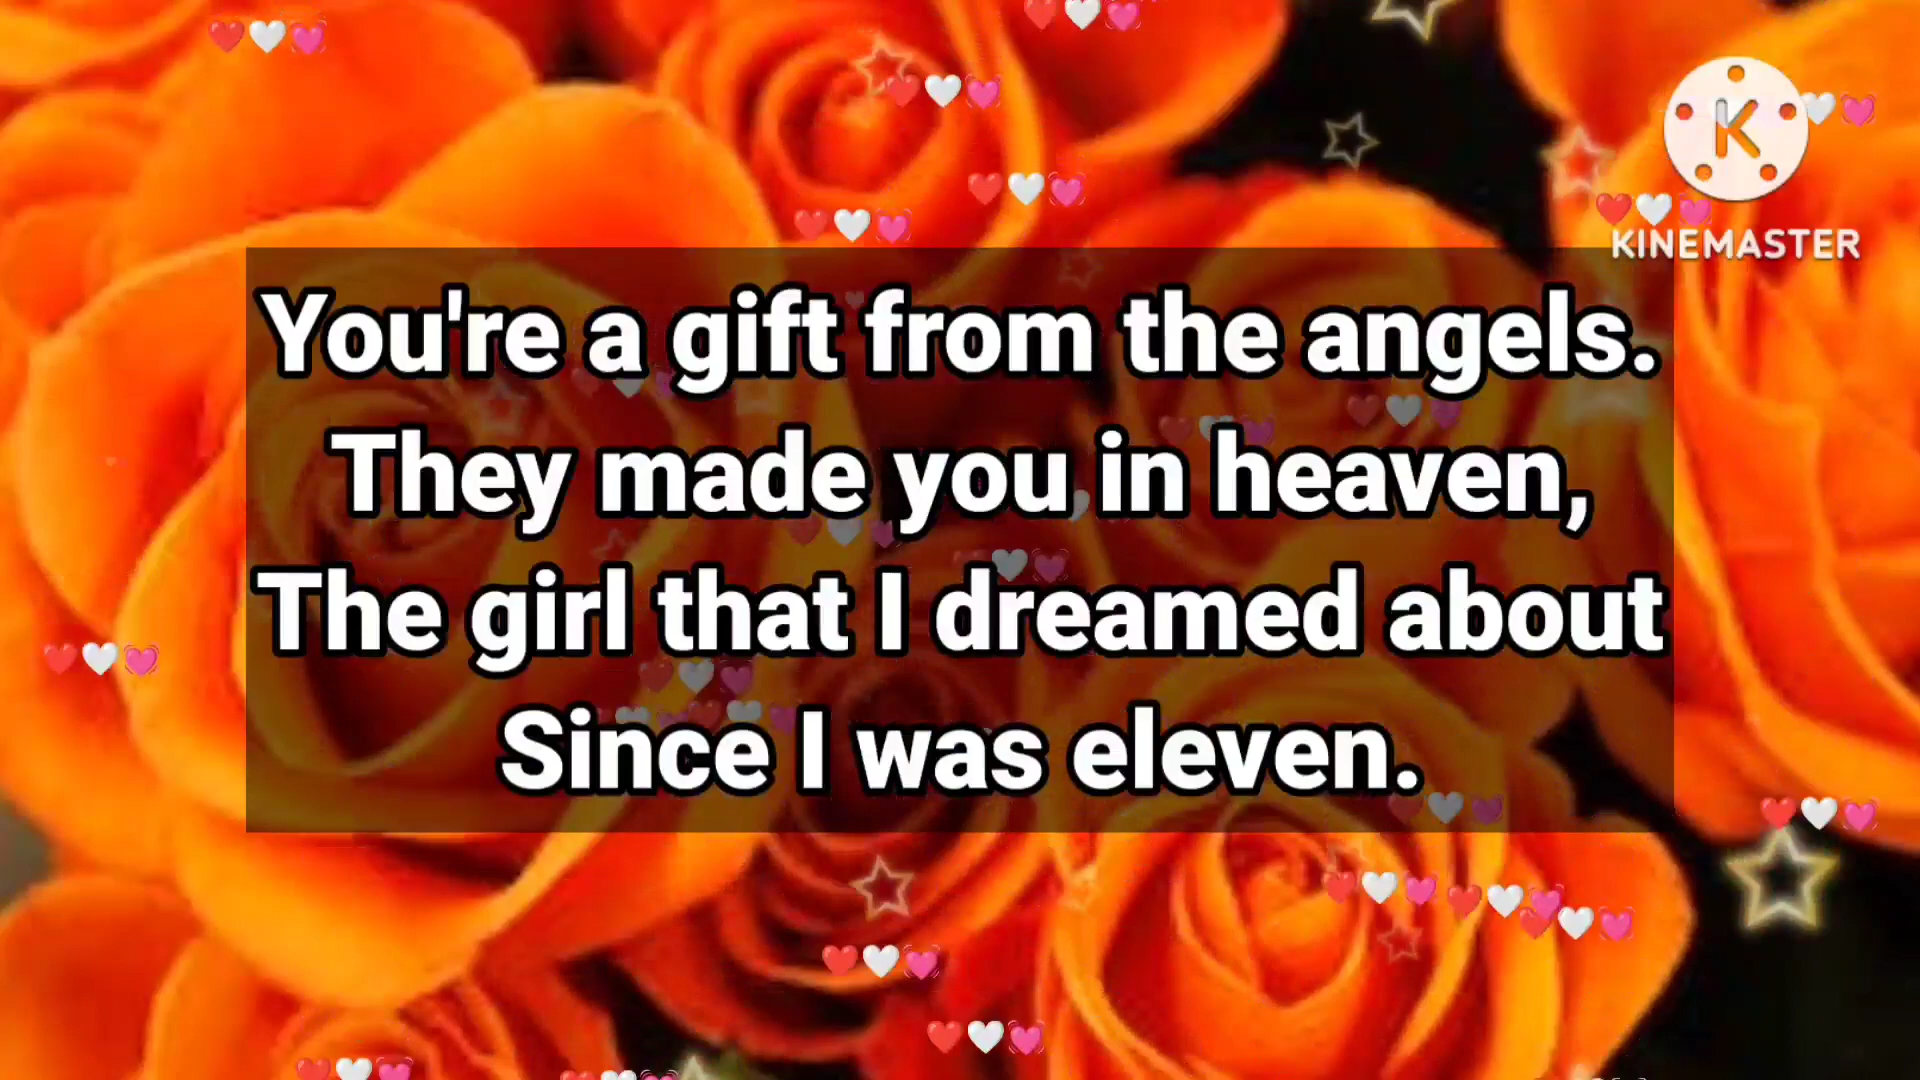 KINEMASTER
You're a gift from the angels.
They made you in heaven,
The girl that I dreamed about
Since I was eleven.